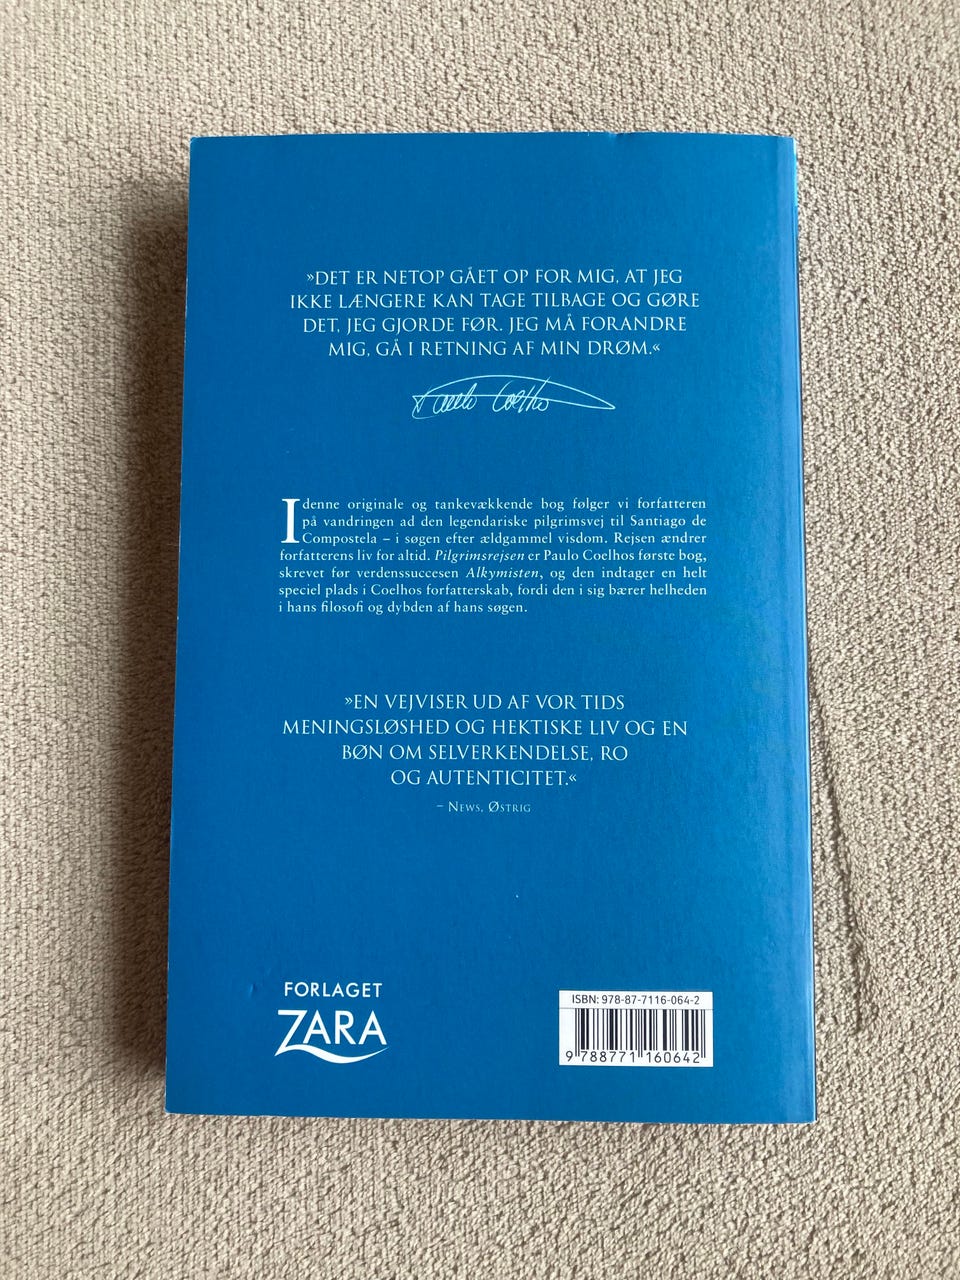 »DET ER NETOP GÅET OP FOR MIG, AT JEG
IKKE LÆNGERE KAN TAGE TILBAGE OG GØRE
DET, JEG GJORDE FØR. JEG MÅ FORANDRE
MIG, GÅ I RETNING AF MIN DRØM.«
Paulo Coelho
I denne originale og tankevækkende bog følger vi forfatteren
på vandringen ad den legendariske pilgrimsvej til Santiago de
Compostela – i søgen efter ældgammel visdom. Rejsen ændrer
forfatterens liv for altid. Pilgrimsrejsen er Paulo Coelhos første bog,
skrevet før verdenssuccesen Alkymisten, og den indtager en helt
speciel plads i Coelhos forfatterskab, fordi den i sig bærer helheden
i hans filosofi og dybden af hans søgen.
»EN VEJVISER UD AF VOR TIDS
MENINGSLØSHED OG HEKTISKE LIV OG EN
BØN OM SELVERKENDELSE, RO
OG AUTENTICITET.«
– NEWS, ØSTRIG
FORLAGET
ZARA
ISBN: 978-87-7116-064-2
9 788771 160642